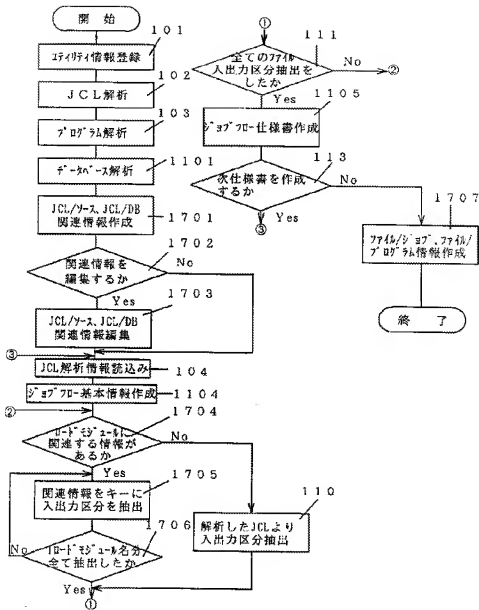 開 始
101
ユティリティ情報登録
102
JCL解析
103
プログラム解析
1101
データベース解析
JCL/ソース、JCL/DB
関連情報作成
1701
1702
関連情報を
編集するか
No
Yes
1703
JCL/ソース、JCL/DB
関連情報編集
③
JCL解析情報読込み
104
ジョブフロー基本情報作成
1104
②
1704
ロードモジュールに
関連する情報が
あるか
No
Yes
1705
関連情報をキーに
入出力区分を抽出
1706
1ロードモジュール名分
全て抽出したか
No
Yes
①
110
解析したJCLより
入出力区分抽出
①
111
全てのファイル
入出力区分抽出を
したか
No
②
Yes
1105
ジョブフロー仕様書作成
113
次仕様書を作成
するか
No
Yes
③
1707
ファイル/ジョブ、ファイル/
プログラム情報作成
終 了